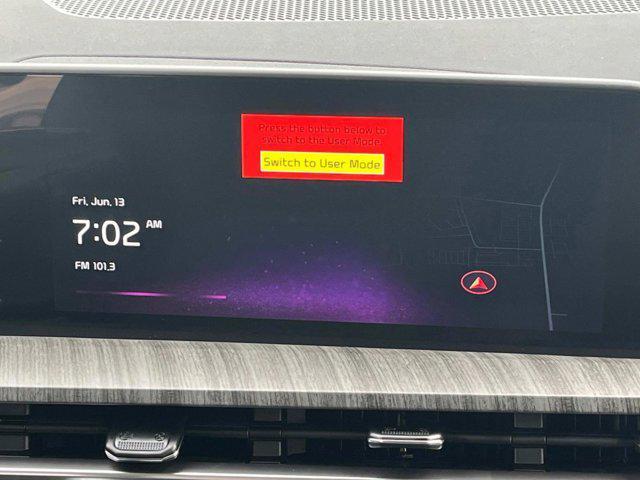 Press the button below to
switch to the User Mode.
Switch to User Mode
Fri, Jun, 13
7:02 AM
FM 101.3